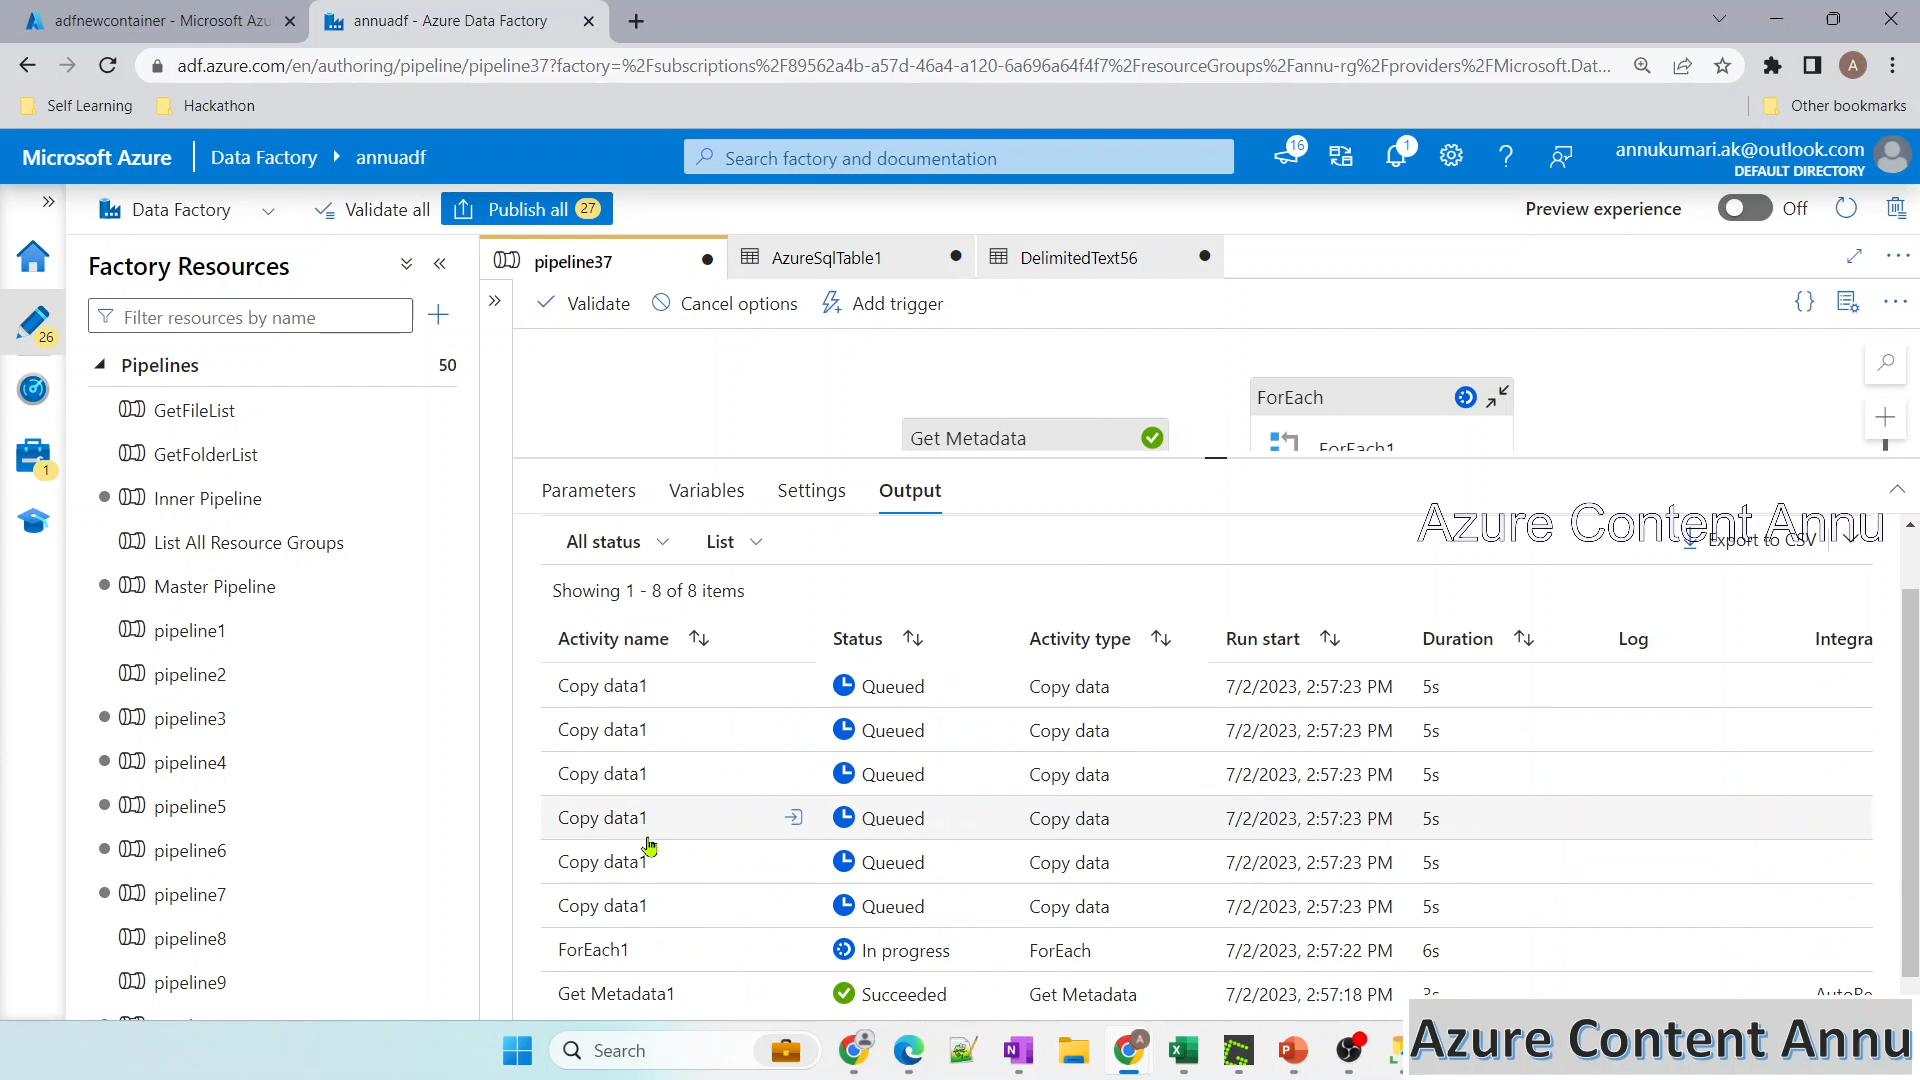 adfnewcontainer - Microsoft Azu
annuadf - Azure Data Factory
adf.azure.com/en/authoring/pipeline/pipeline37?factory=%2Fsubscriptions%2F89562a4b-a57d-46a4-a120-6a696a64f4f7%2FresourceGroups%2Fannu-rg%2Fproviders%2FMicrosoft.Dat...
A
Self Learning
Hackathon
Other bookmarks
Microsoft Azure
Data Factory
annuadf
Search factory and documentation
16
1
annukumari.ak@outlook.com
DEFAULT DIRECTORY
Data Factory
Validate all
Publish all 27
Preview experience
Off
Factory Resources
pipeline37
AzureSqlTable1
DelimitedText56
Filter resources by name
Validate
Cancel options
Add trigger
26
1
Pipelines 50
GetFileList
GetFolderList
Inner Pipeline
List All Resource Groups
Master Pipeline
pipeline1
pipeline2
pipeline3
pipeline4
pipeline5
pipeline6
pipeline7
pipeline8
pipeline9
Get Metadata
ForEach
ForEach1
Parameters Variables Settings Output
Azure Content Annu
All status List Export to CSV
Showing 1 - 8 of 8 items
Activity name Status Activity type Run start Duration Log Integra
Copy data1 Queued Copy data 7/2/2023, 2:57:23 PM 5s
Copy data1 Queued Copy data 7/2/2023, 2:57:23 PM 5s
Copy data1 Queued Copy data 7/2/2023, 2:57:23 PM 5s
Copy data1 Queued Copy data 7/2/2023, 2:57:23 PM 5s
Copy data1 Queued Copy data 7/2/2023, 2:57:23 PM 5s
Copy data1 Queued Copy data 7/2/2023, 2:57:23 PM 5s
ForEach1 In progress ForEach 7/2/2023, 2:57:22 PM 6s
Get Metadata1 Succeeded Get Metadata 7/2/2023, 2:57:18 PM
Search
Azure Content Annu